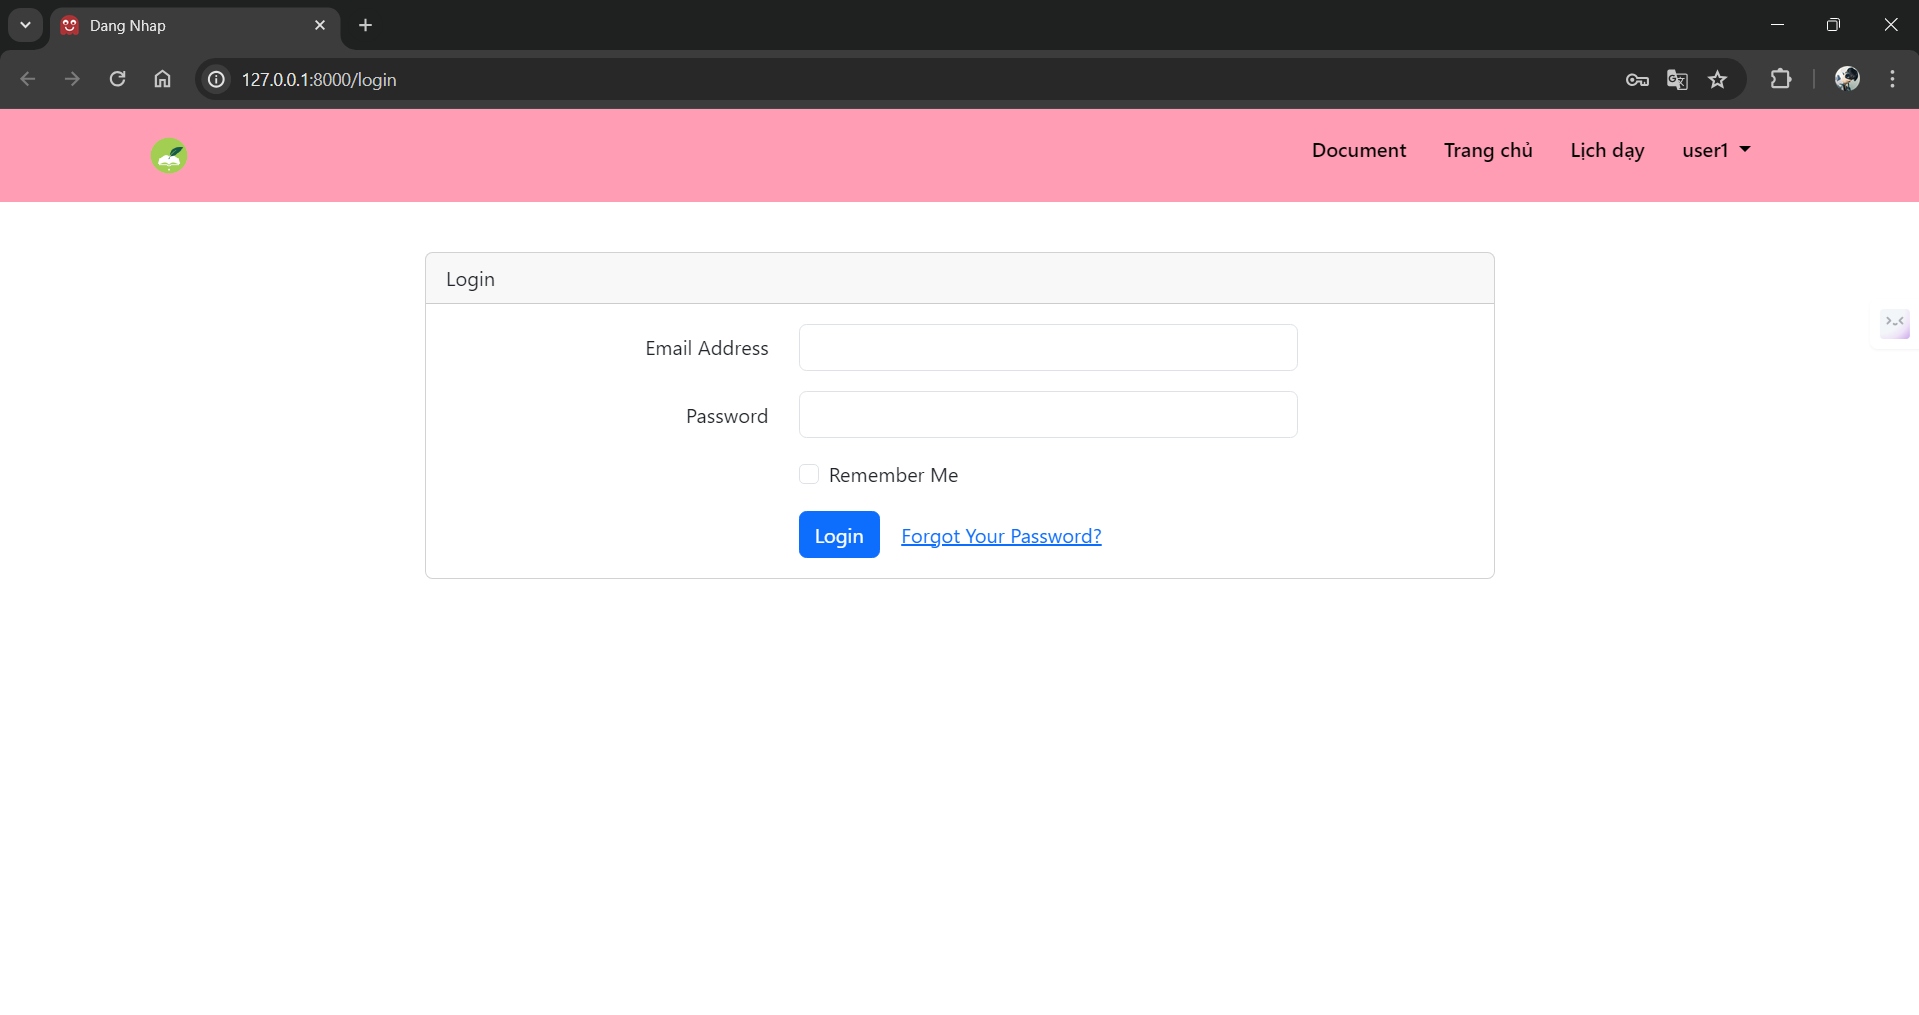 Dang Nhap
127.0.0.1:8000/login
Document Trang chủ Lịch dạy user1
Login
Email Address
Password
Remember Me
Login Forgot Your Password?